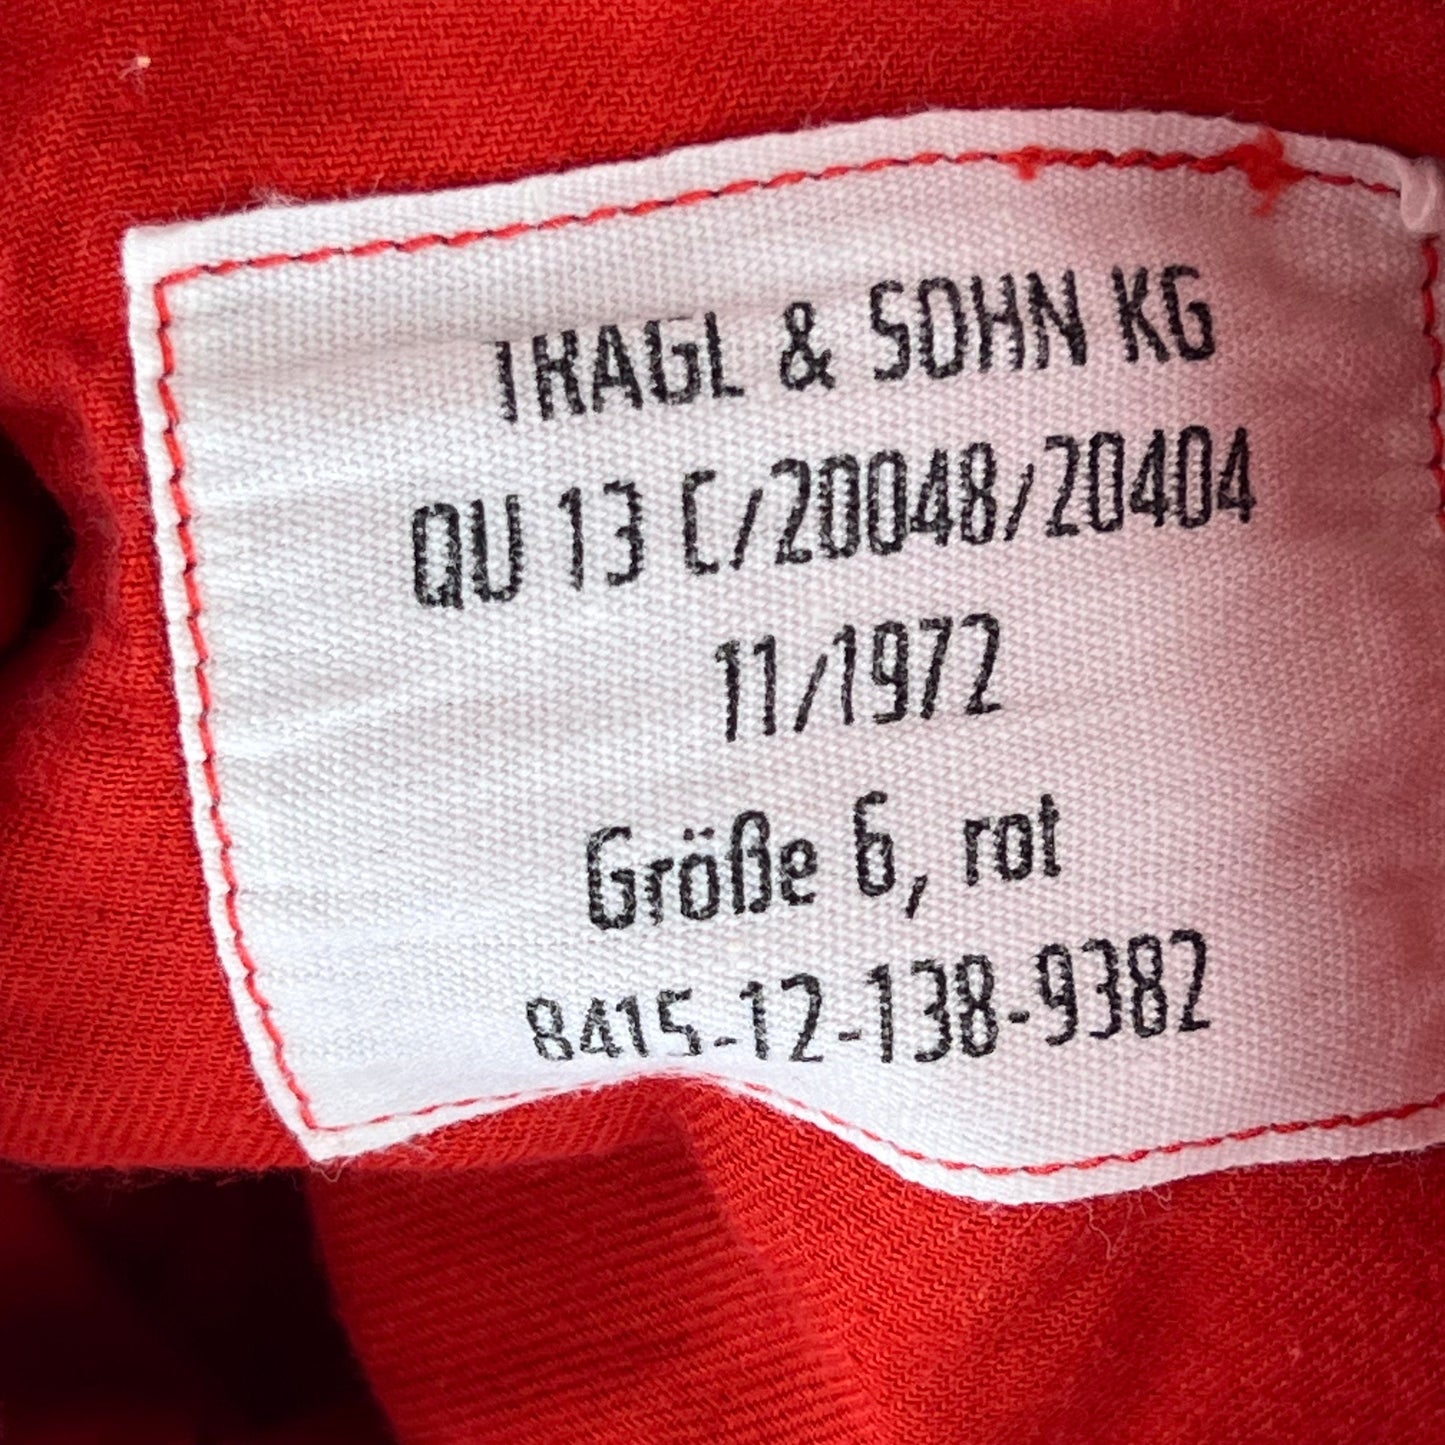 TRAGL & SOHN KG
QU 13 C/20048/20404
11/1972
Größe 6, rot
8415-12-138-9382